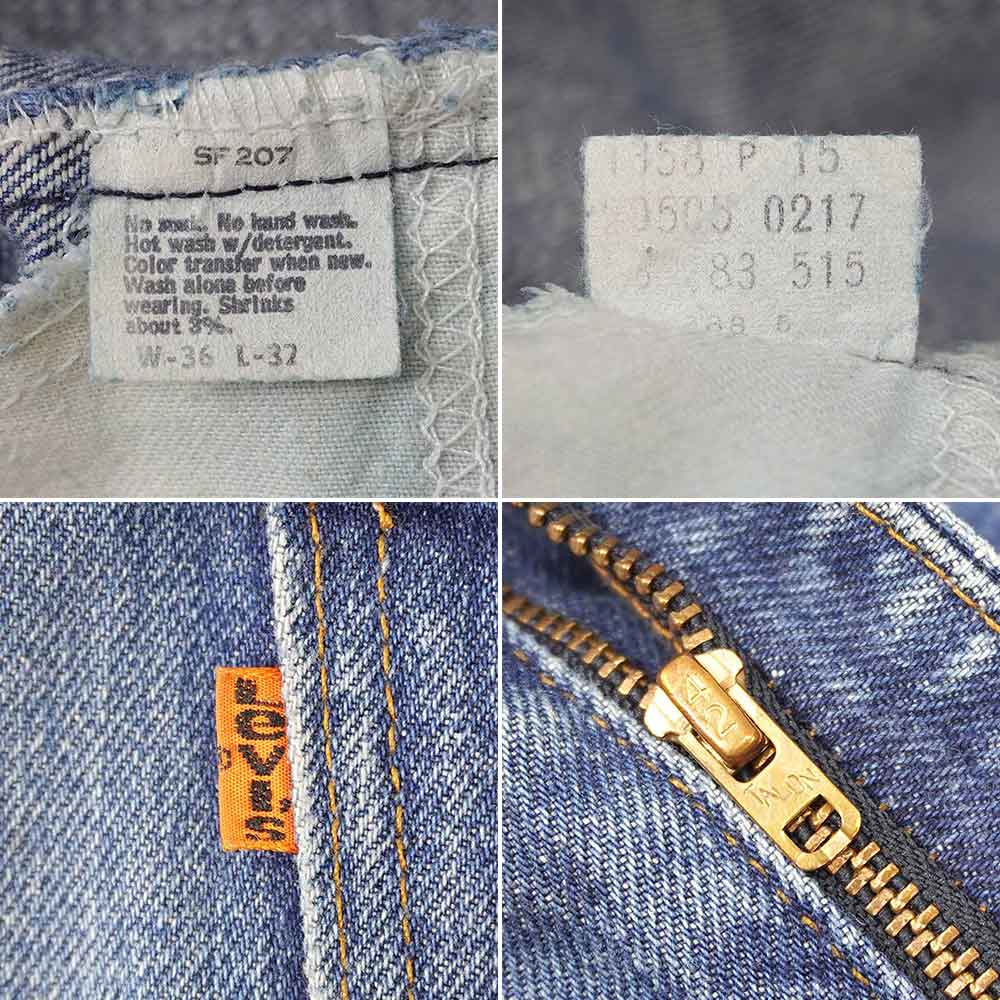 SF 207
No soak. No hand wash.
Hot wash w/detergent.
Color transfer when new.
Wash alone before
wearing. Shrinks
about 3%.
W-36 L-32
P 15
0217
83 515
LEVI'S
42
TALON